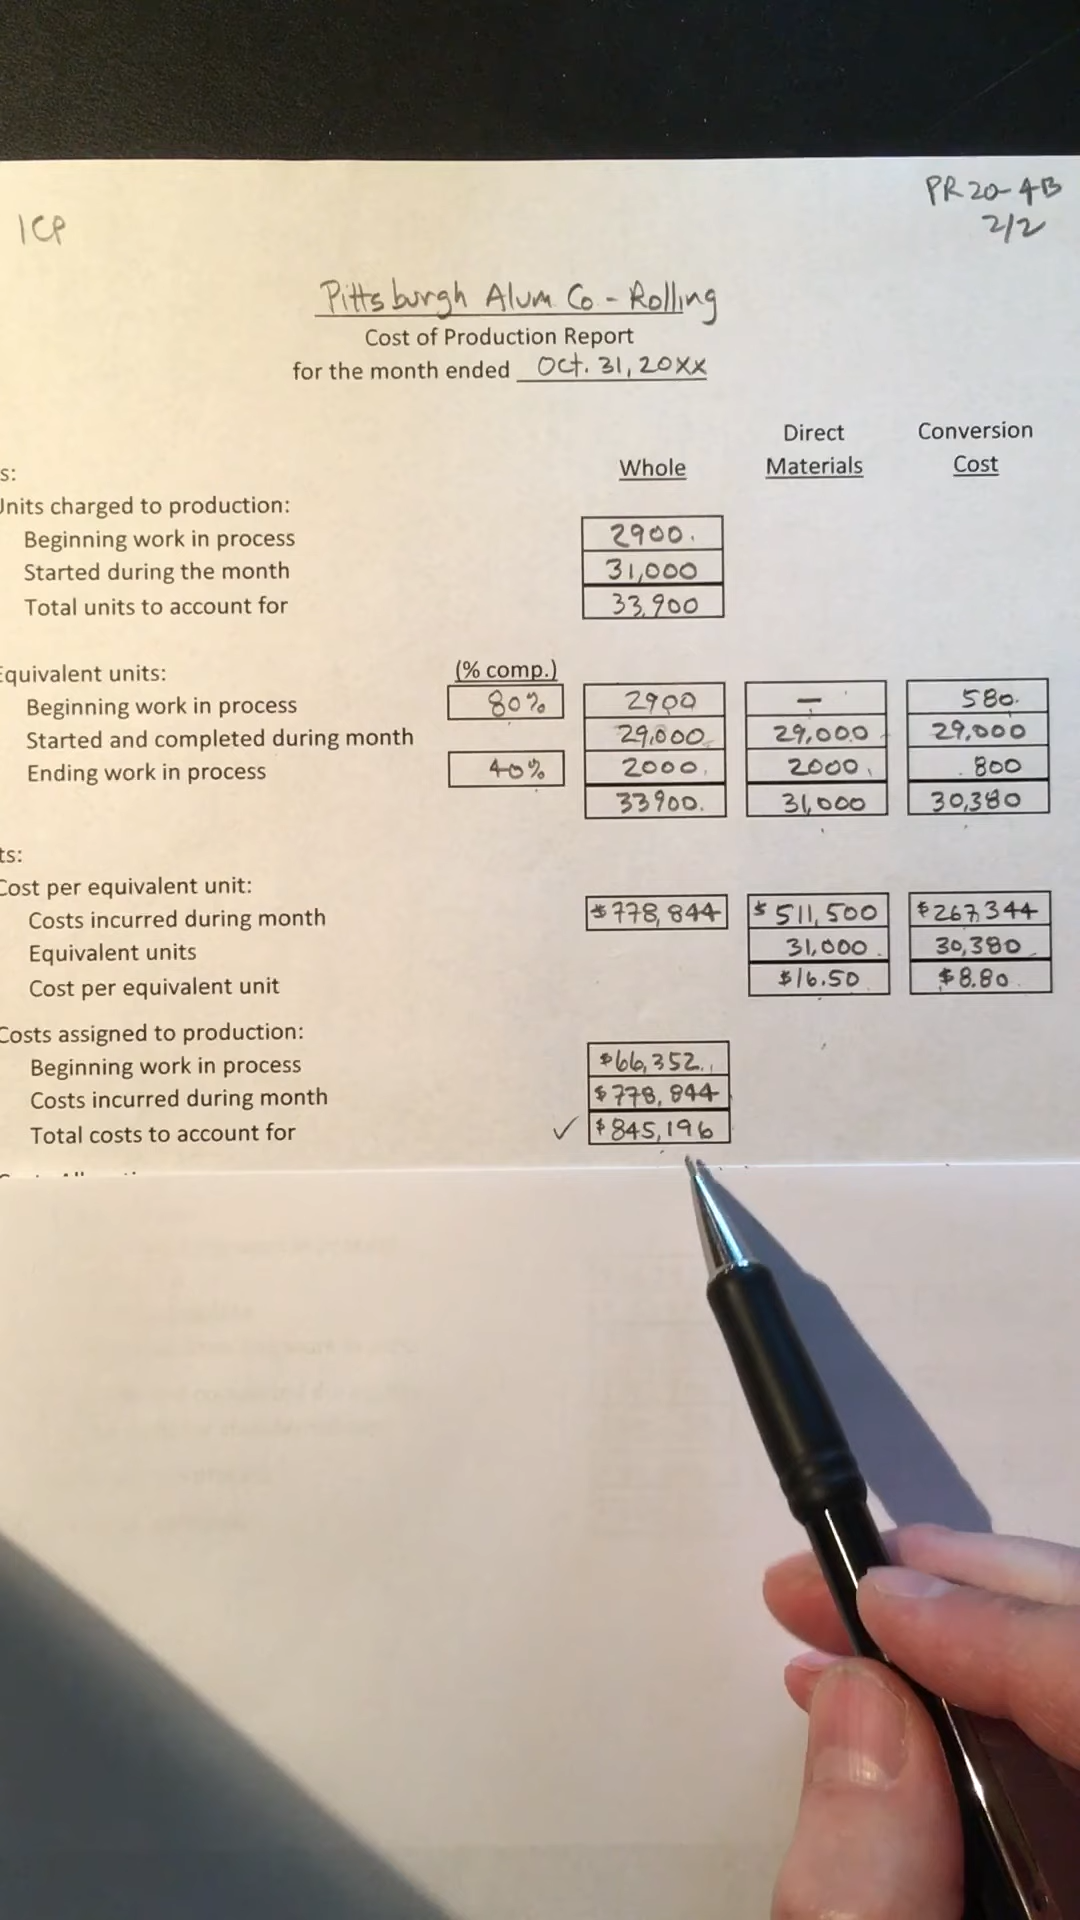 PR 20-4B
1CP
2/2
Pittsburgh Alum Co - Rolling
Cost of Production Report
for the month ended Oct. 31, 20XX
Direct Conversion
s: Whole Materials Cost
Units charged to production:
Beginning work in process 2900.
Started during the month 31,000
Total units to account for 33,900
Equivalent units: (% comp.)
Beginning work in process 80% 2900 — 580
Started and completed during month 29,000 29,000 29,000
Ending work in process 40% 2000 2000 800
33900. 31,000 30,380
ts:
Cost per equivalent unit:
Costs incurred during month $778,844 $511,500 $267,344
Equivalent units 31,000 30,380
Cost per equivalent unit $16.50 $8.80
Costs assigned to production:
Beginning work in process $66,352
Costs incurred during month $778,844
Total costs to account for ✓ $845,196